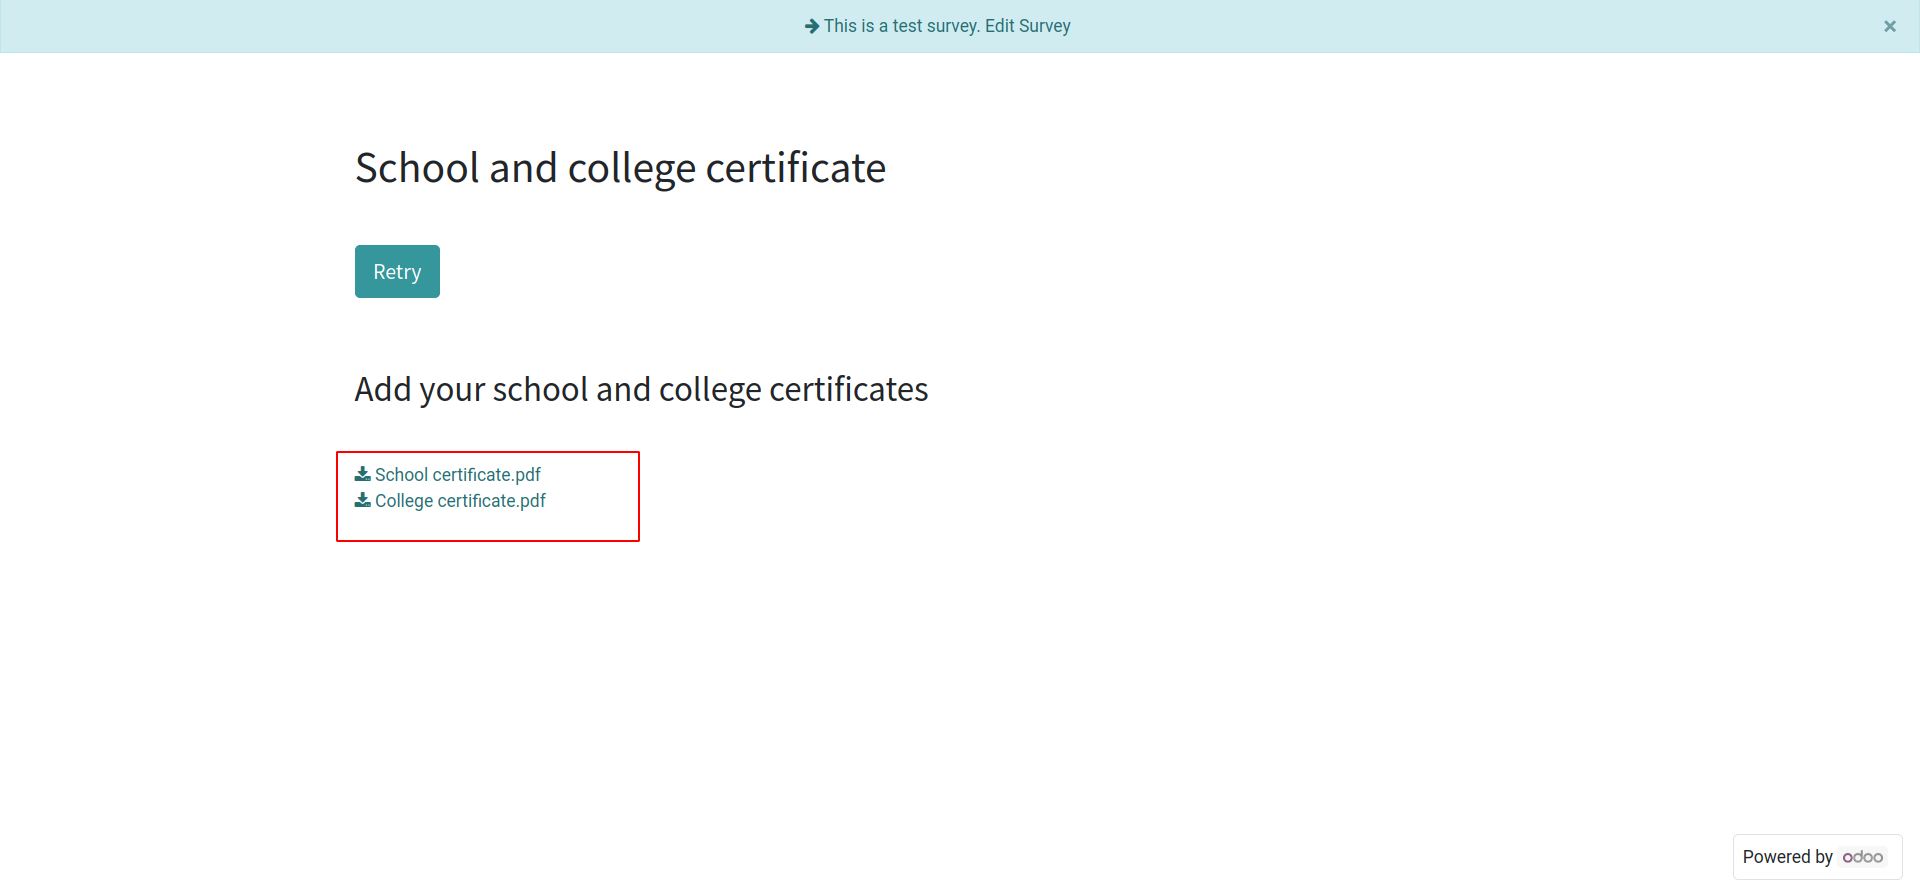 This is a test survey. Edit Survey
×
School and college certificate
Retry
Add your school and college certificates
School certificate.pdf
College certificate.pdf
Powered by odoo